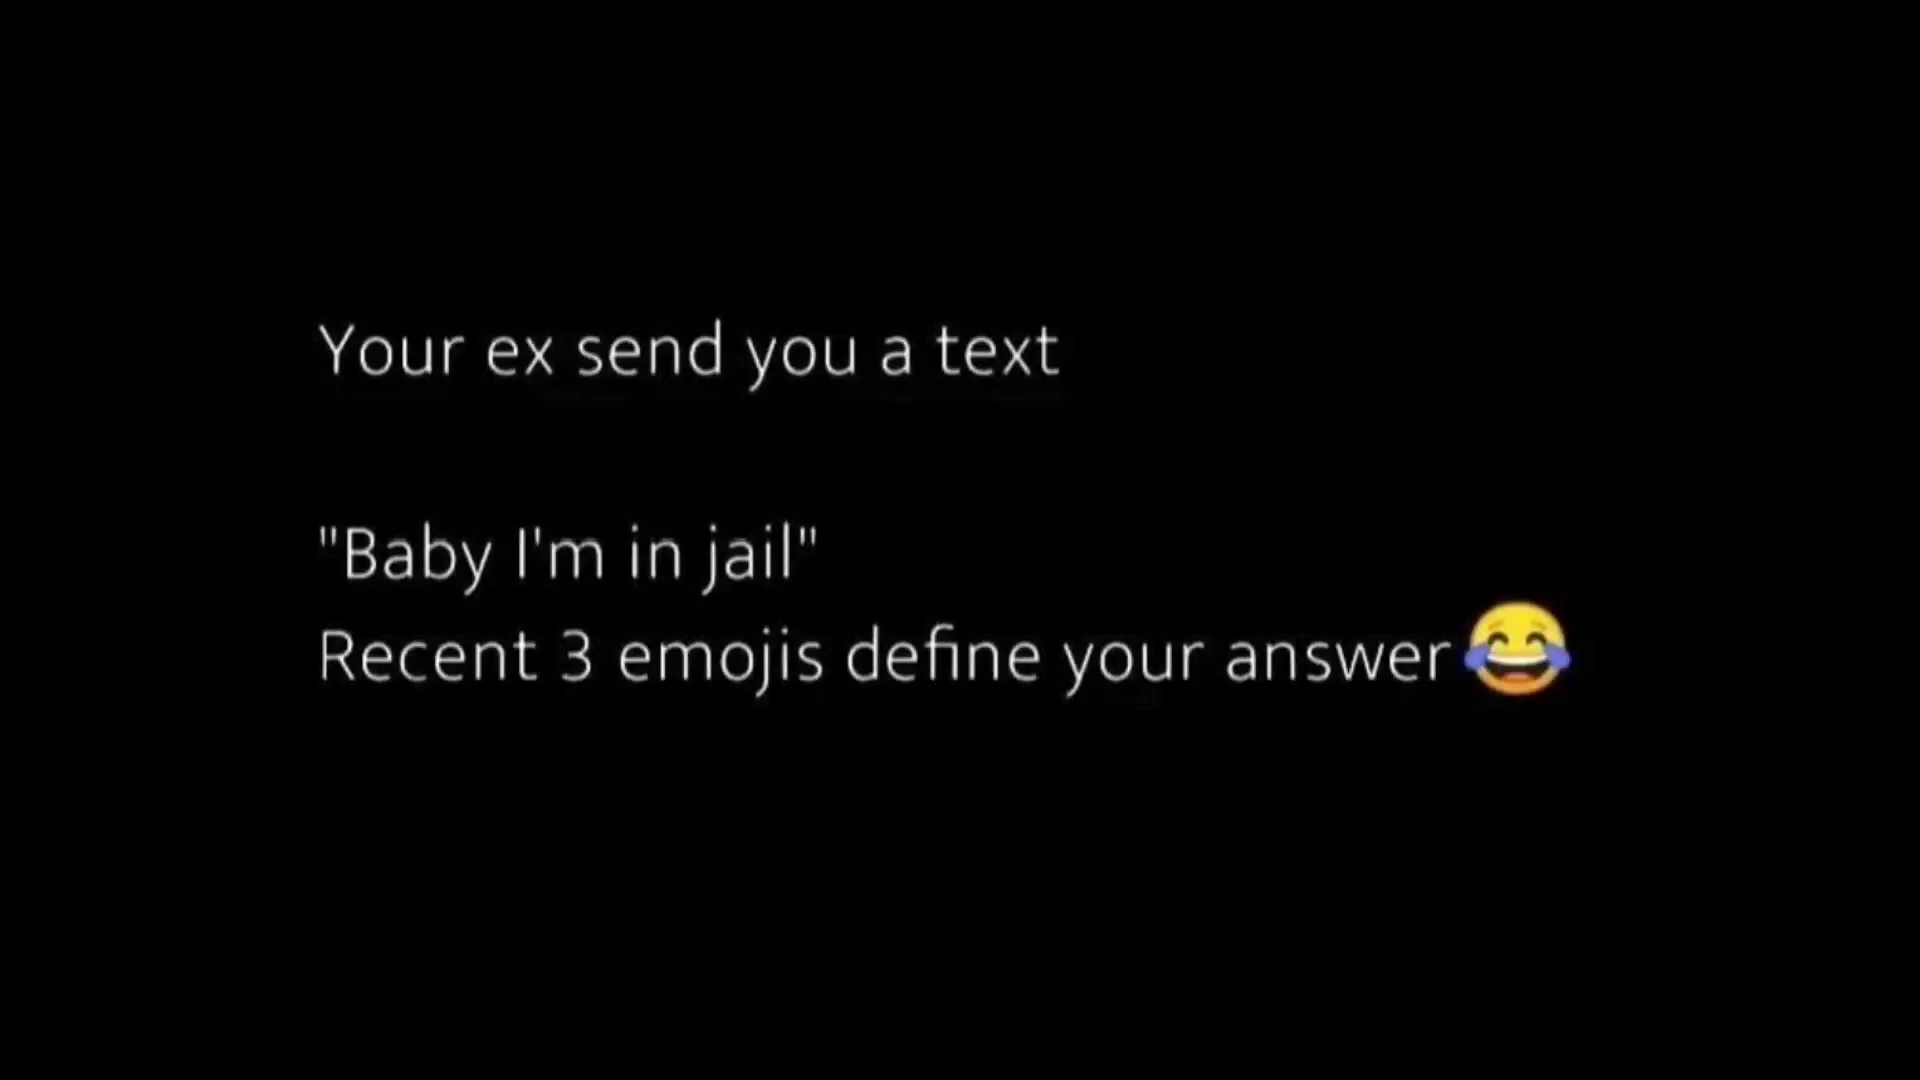 Your ex send you a text
"Baby I'm in jail"
Recent 3 emojis define your answer😂